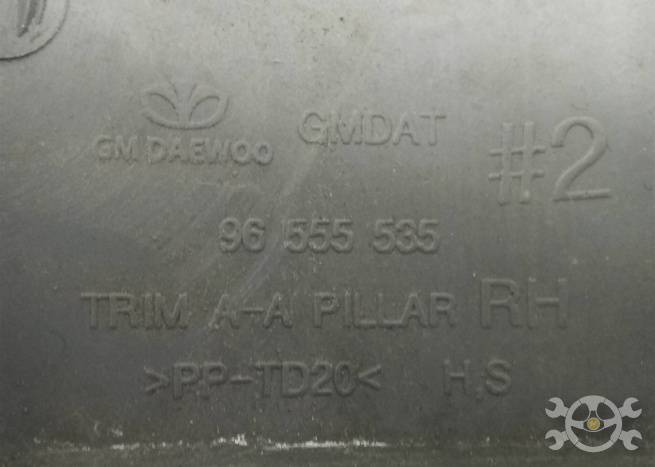 GM DAEWOO GMDAT
#2
96 555 535
TRIM A-A PILLAR RH
>PP-TD20< H,S